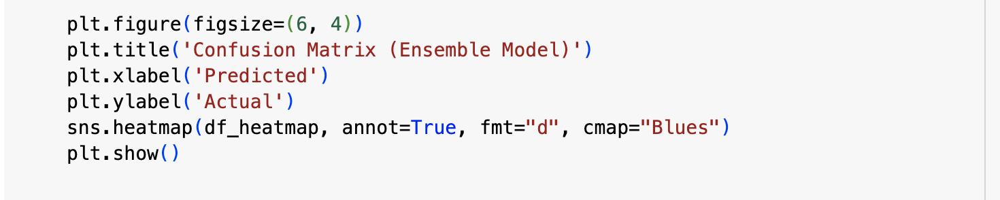 plt.figure(figsize=(6, 4))
plt.title('Confusion Matrix (Ensemble Model)')
plt.xlabel('Predicted')
plt.ylabel('Actual')
sns.heatmap(df_heatmap, annot=True, fmt="d", cmap="Blues")
plt.show()